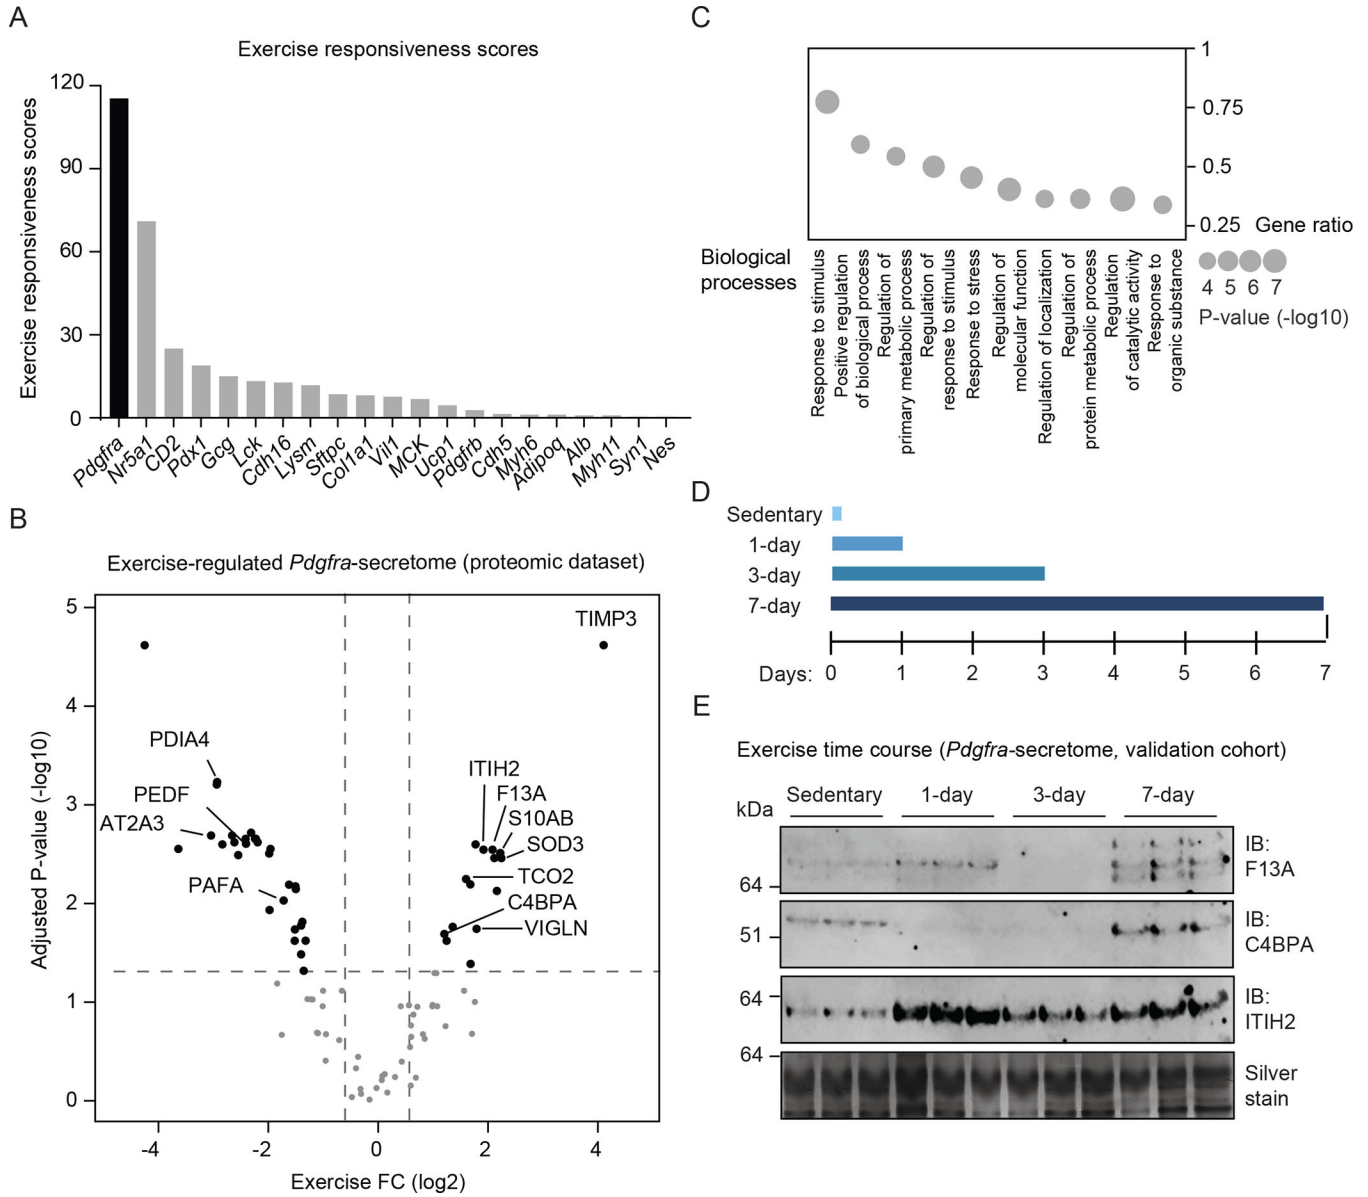 A
Exercise responsiveness scores
Exercise responsiveness scores
120
90
60
30
0
Pdgfra
Nr5a1
CD2
Pdx1
Gcg
Lck
Cdh16
Lysm
Sftpc
Col1a1
Vil1
MCK
Ucp1
Pdgfrb
Cdh5
Myh6
Adipoq
Alb
Myh11
Syn1
Nes
B
Exercise-regulated Pdgfra-secretome (proteomic dataset)
Adjusted P-value (-log10)
5
4
3
2
1
0
TIMP3
PDIA4
PEDF
AT2A3
PAFA
ITIH2
F13A
S10AB
SOD3
TCO2
C4BPA
VIGLN
-4
-2
0
2
4
Exercise FC (log2)
C
1
0.75
0.5
0.25
Gene ratio
Biological
processes
Response to stimulus
Positive regulation
of biological process
Regulation of
primary metabolic process
Regulation of
response to stimulus
Response to stress
Regulation of
molecular function
Regulation of localization
Regulation of
protein metabolic process
Regulation
of catalytic activity
Response to
organic substance
4 5 6 7
P-value (-log10)
D
Sedentary
1-day
3-day
7-day
Days: 0 1 2 3 4 5 6 7
E
Exercise time course (Pdgfra-secretome, validation cohort)
kDa
Sedentary
1-day
3-day
7-day
64
IB:
F13A
51
IB:
C4BPA
64
IB:
ITIH2
64
Silver
stain